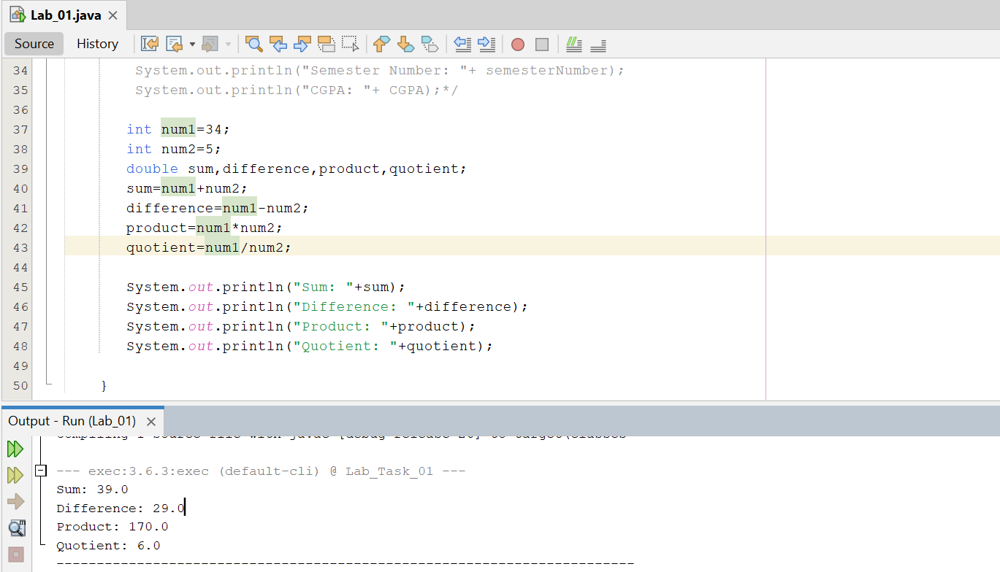 Lab_01.java
Source History
34 System.out.println("Semester Number: "+ semesterNumber);
35 System.out.println("CGPA: "+ CGPA);*/
36
37 int num1=34;
38 int num2=5;
39 double sum,difference,product,quotient;
40 sum=num1+num2;
41 difference=num1-num2;
42 product=num1*num2;
43 quotient=num1/num2;
44
45 System.out.println("Sum: "+sum);
46 System.out.println("Difference: "+difference);
47 System.out.println("Product: "+product);
48 System.out.println("Quotient: "+quotient);
49
50 }
Output - Run (Lab_01)
--- exec:3.6.3:exec (default-cli) @ Lab_Task_01 ---
Sum: 39.0
Difference: 29.0
Product: 170.0
Quotient: 6.0
------------------------------------------------------------------------